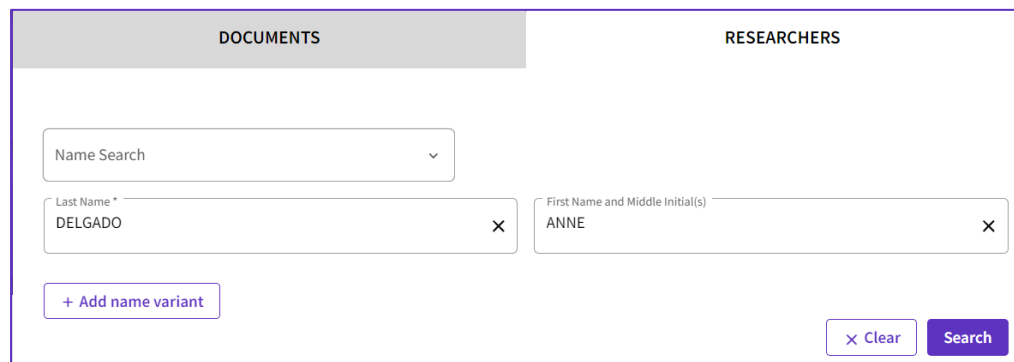 DOCUMENTS
RESEARCHERS
Name Search
Last Name *
DELGADO
First Name and Middle Initial(s)
ANNE
+ Add name variant
× Clear
Search